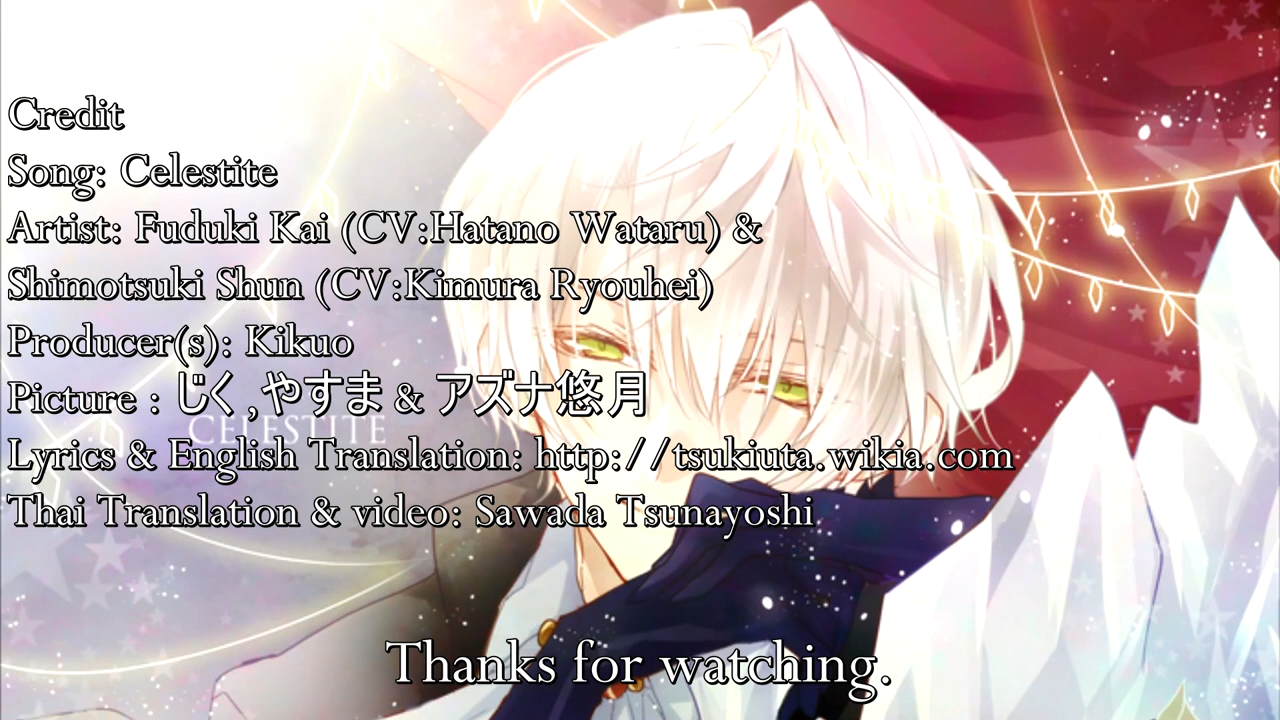 Credit
Song: Celestite
Artist: Fuduki Kai (CV:Hatano Wataru) &
Shimotsuki Shun (CV:Kimura Ryouhei)
Producer(s): Kikuo
Picture : じく ,やすま & アズナ悠月
CELESTITE
Lyrics & English Translation: http://tsukiuta.wikia.com
Thai Translation & video: Sawada Tsunayoshi
Thanks for watching.